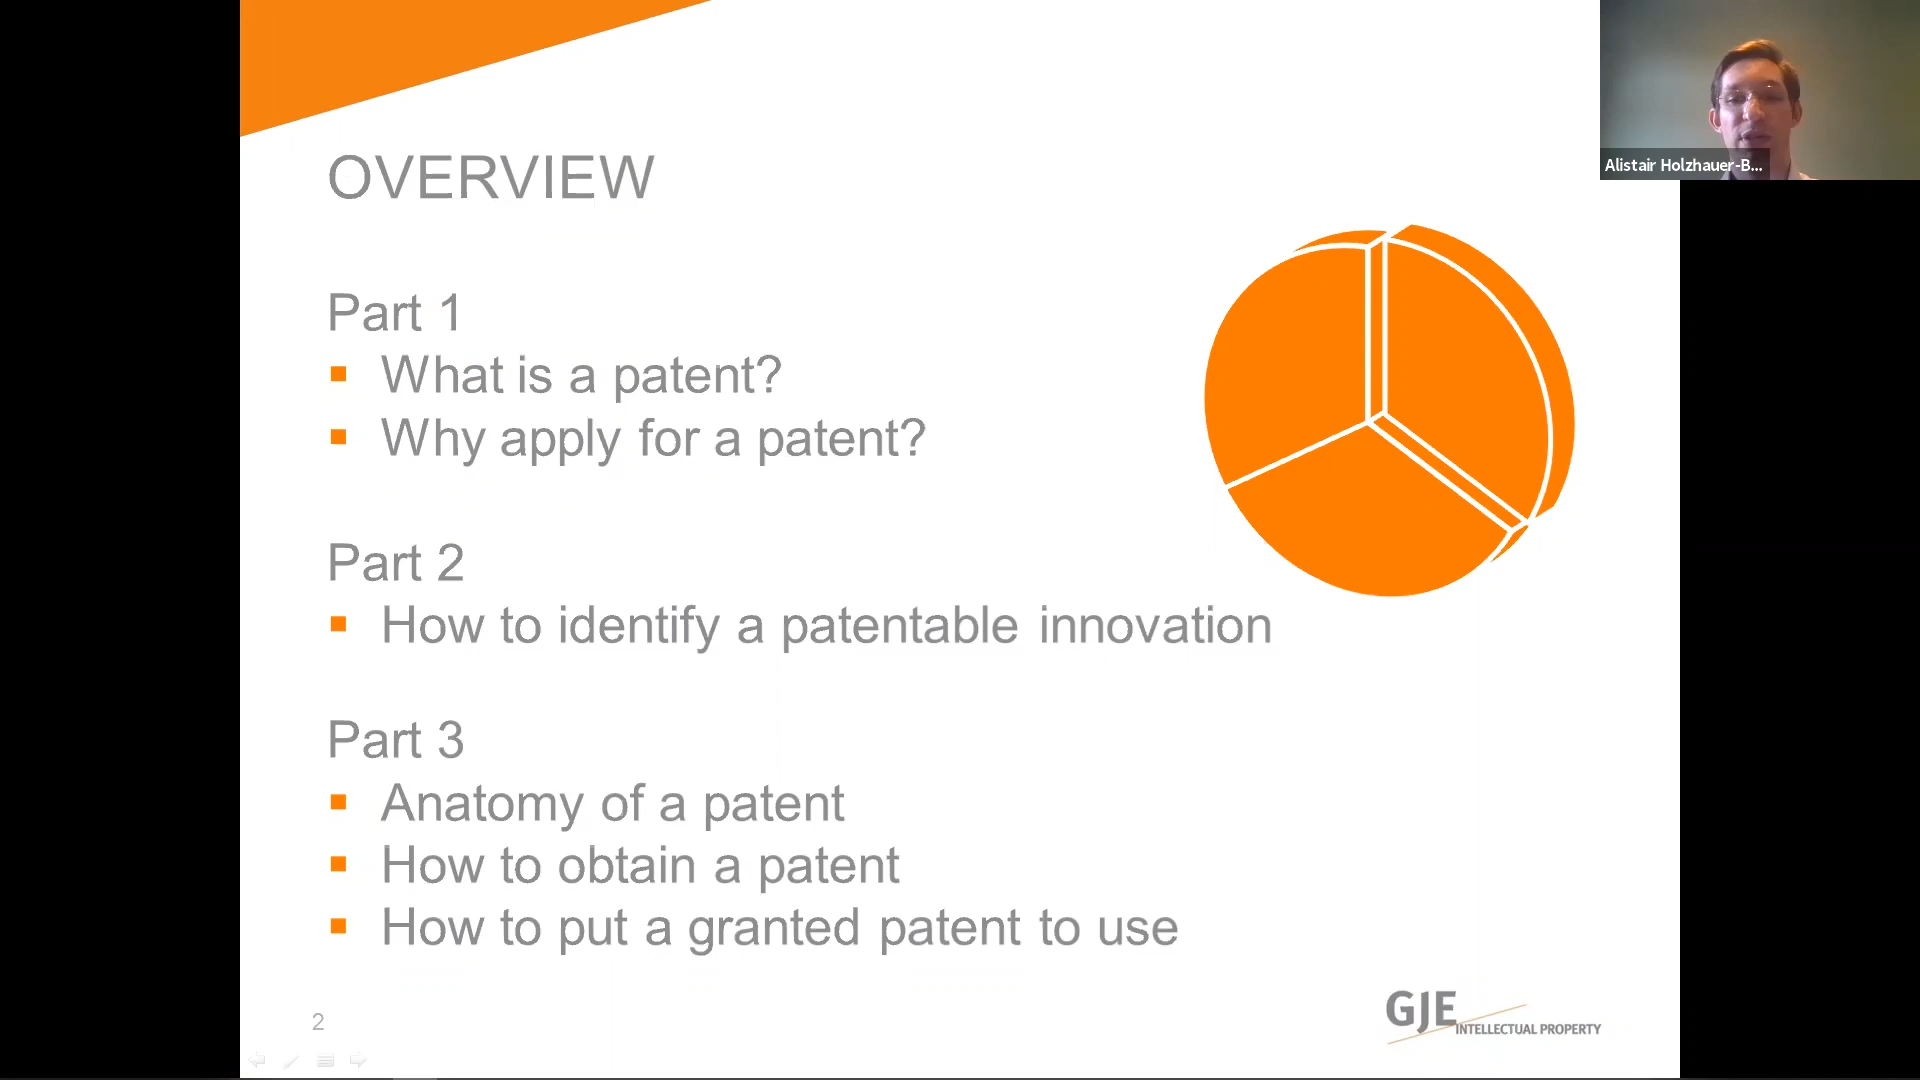 Alistair Holzhauer-B...
OVERVIEW
Part 1
▪ What is a patent?
▪ Why apply for a patent?
Part 2
▪ How to identify a patentable innovation
Part 3
▪ Anatomy of a patent
▪ How to obtain a patent
▪ How to put a granted patent to use
2
GJE
INTELLECTUAL PROPERTY